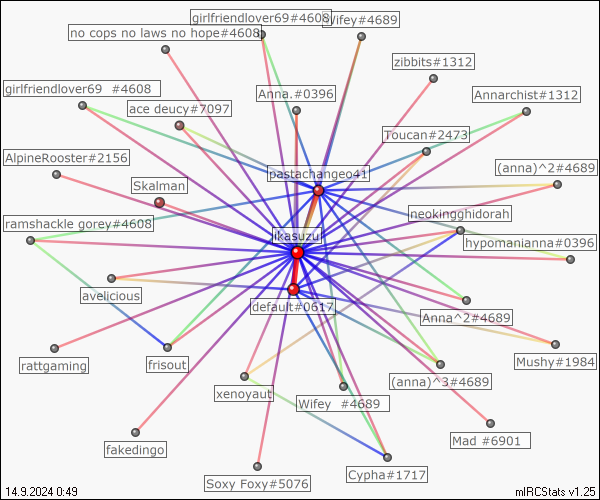 girlfriendlover69#4608
Wifey#4689
no cops no laws no hope#4608
zibbits#1312
girlfriendlover69 #4608
Anna.#0396
Annarchist#1312
ace deucy#7097
Toucan#2473
AlpineRooster#2156
pastachangeo41
(anna)^2#4689
Skalman
neokingghidorah
ramshackle gorey#4608
ikasuzu
hypomanianna#0396
avelicious
default#0617
Anna^2#4689
rattgaming
frisout
Mushy#1984
(anna)^3#4689
xenoyaut
Wifey #4689
fakedingo
Mad #6901
Soxy Foxy#5076
Cypha#1717
14.9.2024 0:49
mIRCStats v1.25